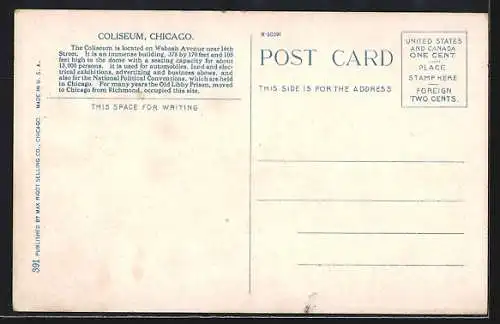 COLISEUM, CHICAGO.
The Coliseum is located on Wabash Avenue near 16th
Street. It is an immense building, 378 by 170 feet and 105
feet high to the dome with a seating capacity for about
13,000 persons. It is used for automobiles, land and elec-
trical exhibitions, advertizing and business shows, and
also for the National Political Conventions, which are held
in Chicago. For many years the Old Libby Prison, moved
to Chicago from Richmond, occupied this site.
THIS SPACE FOR WRITING
391 PUBLISHED BY MAX RIGOT SELLING CO., CHICAGO. MADE IN U.S.A.
POST CARD
THIS SIDE IS FOR THE ADDRESS
UNITED STATES
AND CANADA
ONE CENT
PLACE
STAMP HERE
FOREIGN
TWO CENTS.